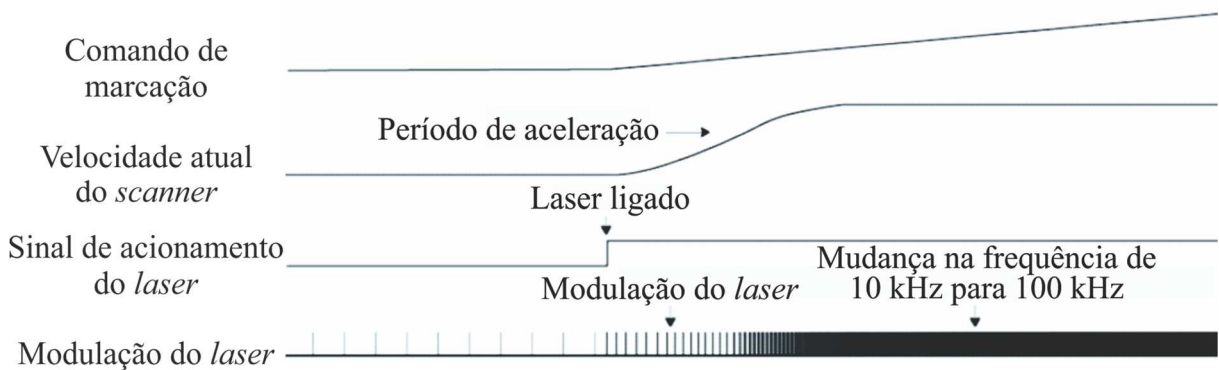 Comando de
marcação
Período de aceleração
Velocidade atual
do scanner
Laser ligado
Sinal de acionamento
do laser
Modulação do laser
Mudança na frequência de
10 kHz para 100 kHz
Modulação do laser